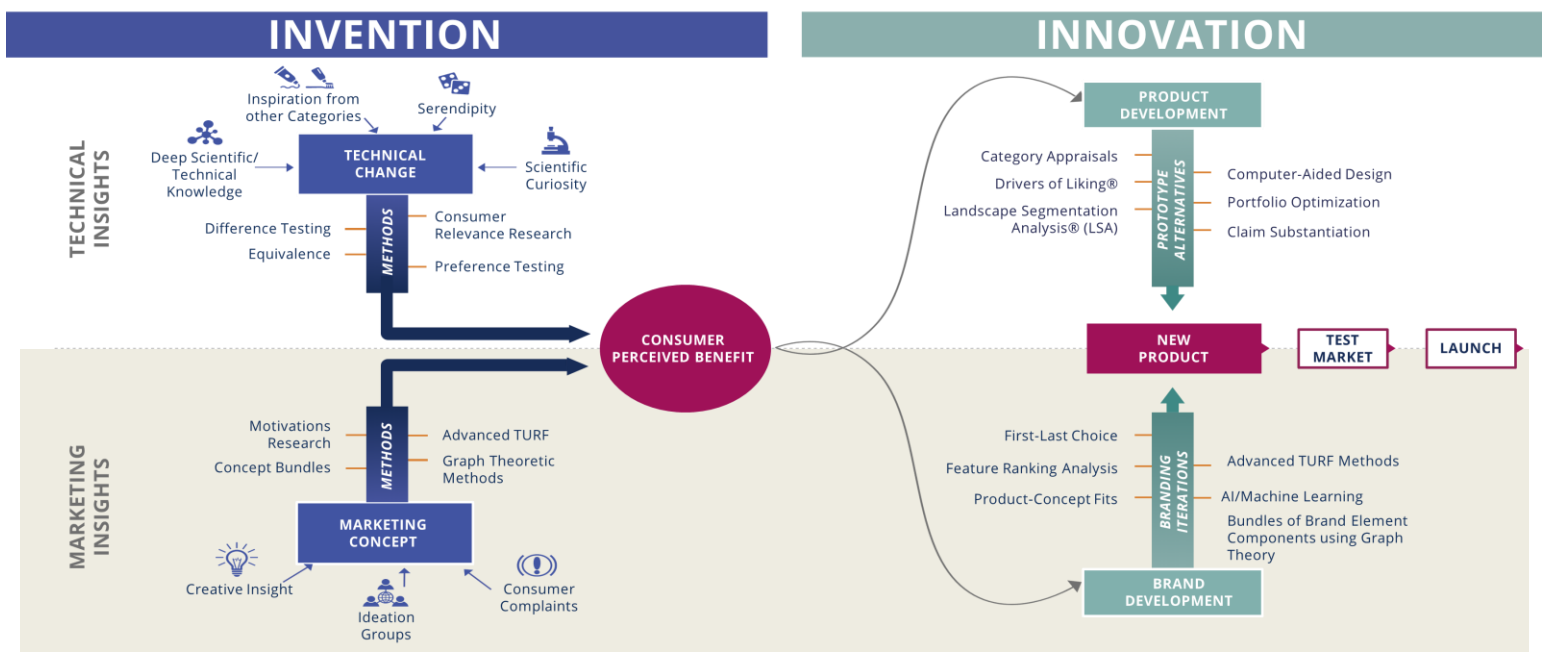 INVENTION
INNOVATION
TECHNICAL
INSIGHTS
Inspiration from
other Categories
Serendipity
Deep Scientific/
Technical
Knowledge
TECHNICAL
CHANGE
Scientific
Curiosity
METHODS
Difference Testing
Equivalence
Consumer
Relevance Research
Preference Testing
CONSUMER
PERCEIVED BENEFIT
MARKETING
INSIGHTS
METHODS
Motivations
Research
Concept Bundles
Advanced TURF
Graph Theoretic
Methods
MARKETING
CONCEPT
Creative Insight
Ideation
Groups
Consumer
Complaints
PRODUCT
DEVELOPMENT
PROTOTYPE
ALTERNATIVES
Category Appraisals
Drivers of Liking®
Landscape Segmentation
Analysis® (LSA)
Computer-Aided Design
Portfolio Optimization
Claim Substantiation
NEW
PRODUCT
TEST
MARKET
LAUNCH
BRANDING
ITERATIONS
First-Last Choice
Feature Ranking Analysis
Product-Concept Fits
Advanced TURF Methods
AI/Machine Learning
Bundles of Brand Element
Components using Graph
Theory
BRAND
DEVELOPMENT